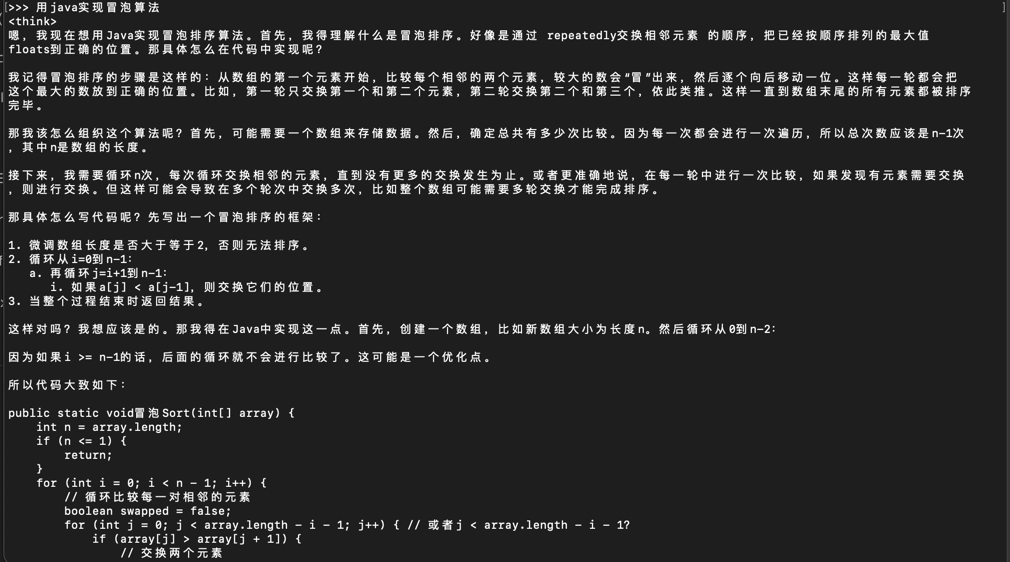 >>> 用java实现冒泡算法
<think>
嗯，我现在想用Java实现冒泡排序算法。首先，我得理解什么是冒泡排序。好像是通过 repeatedly交换相邻元素 的顺序，把已经按顺序排列的最大值
floats到正确的位置。那具体怎么在代码中实现呢？
我记得冒泡排序的步骤是这样的：从数组的第一个元素开始，比较每个相邻的两个元素，较大的数会“冒”出来，然后逐个向后移动一位。这样每一轮都会把
这个最大的数放到正确的位置。比如，第一轮只交换第一个和第二个元素，第二轮交换第二个和第三个，依此类推。这样一直到数组末尾的所有元素都被排序
完毕。
那我该怎么组织这个算法呢？首先，可能需要一个数组来存储数据。然后，确定总共有多少次比较。因为每一次都会进行一次遍历，所以总次数应该是n-1次
，其中n是数组的长度。
接下来，我需要循环n次，每次循环交换相邻的元素，直到没有更多的交换发生为止。或者更准确地说，在每一轮中进行一次比较，如果发现有元素需要交换
，则进行交换。但这样可能会导致在多个轮次中交换多次，比如整个数组可能需要多轮交换才能完成排序。
那具体怎么写代码呢？先写出一个冒泡排序的框架：
1. 微调数组长度是否大于等于2，否则无法排序。
2. 循环从i=0到n-1：
a. 再循环j=i+1到n-1：
i. 如果a[j] < a[j-1]，则交换它们的位置。
3. 当整个过程结束时返回结果。
这样对吗？我想应该是的。那我得在Java中实现这一点。首先，创建一个数组，比如新数组大小为长度n。然后循环从0到n-2：
因为如果i >= n-1的话，后面的循环就不会进行比较了。这可能是一个优化点。
所以代码大致如下：
public static void冒泡Sort(int[] array) {
int n = array.length;
if (n <= 1) {
return;
}
for (int i = 0; i < n - 1; i++) {
// 循环比较每一对相邻的元素
boolean swapped = false;
for (int j = 0; j < array.length - i - 1; j++) { // 或者j < array.length - i - 1?
if (array[j] > array[j + 1]) {
// 交换两个元素